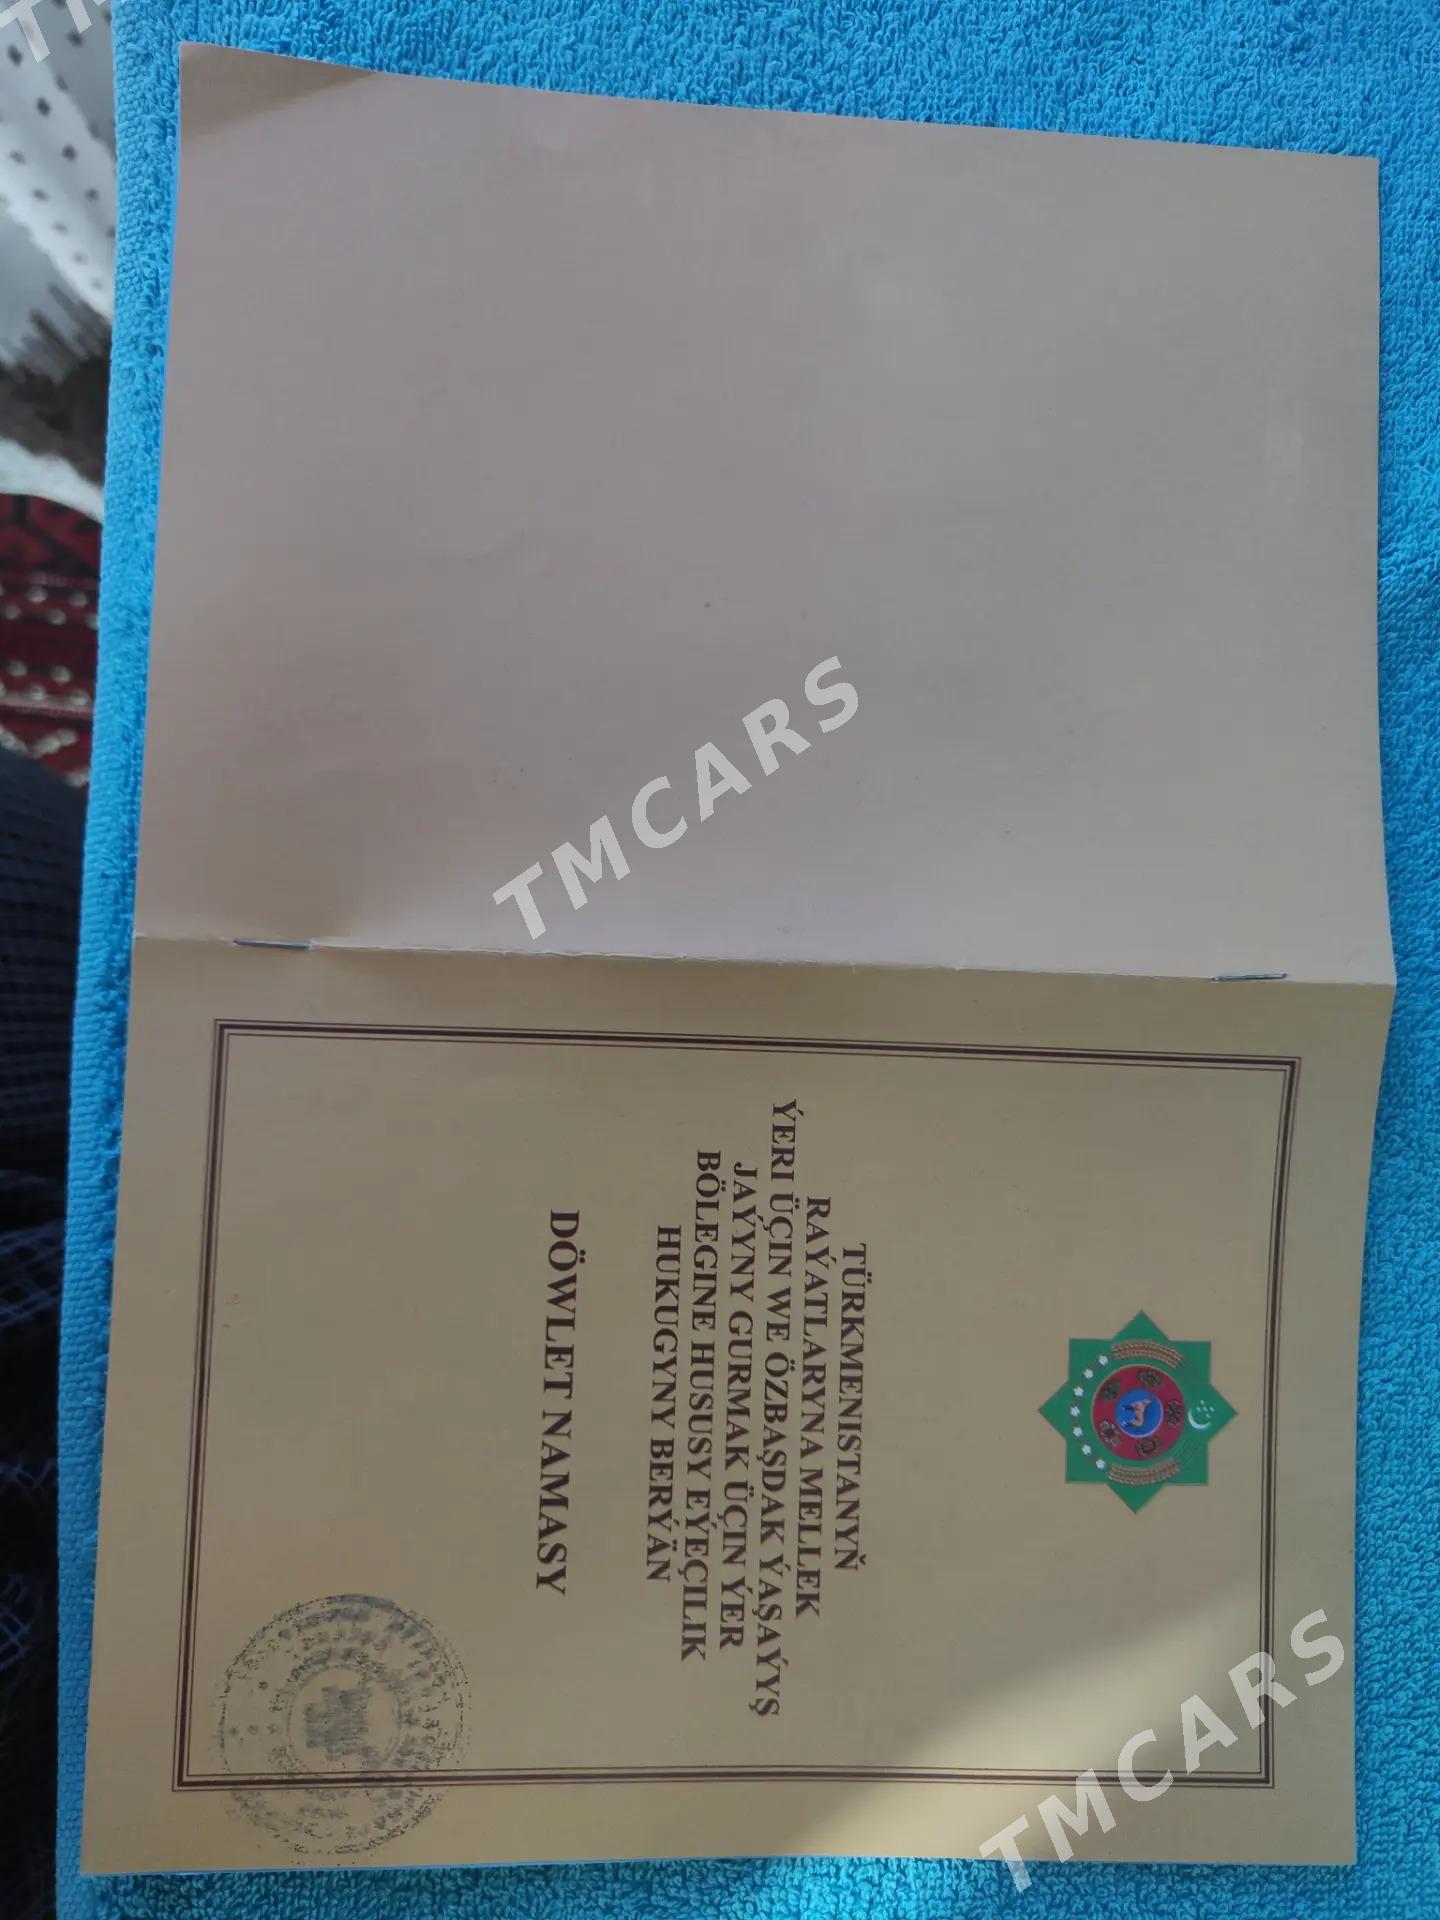 TÜRKMENISTANYŇ
RAÝATLARYNA MELLEK
ÝERI ÜÇIN WE ÖZBAŞDAK ÝAŞAÝYŞ
JAÝYNY GURMAK ÜÇIN ÝER
BÖLEGINE HUSUSY EÝEÇILIK
HUKUGYNY BERÝÄN
DÖWLET NAMASY
TMCARS
TMCARS